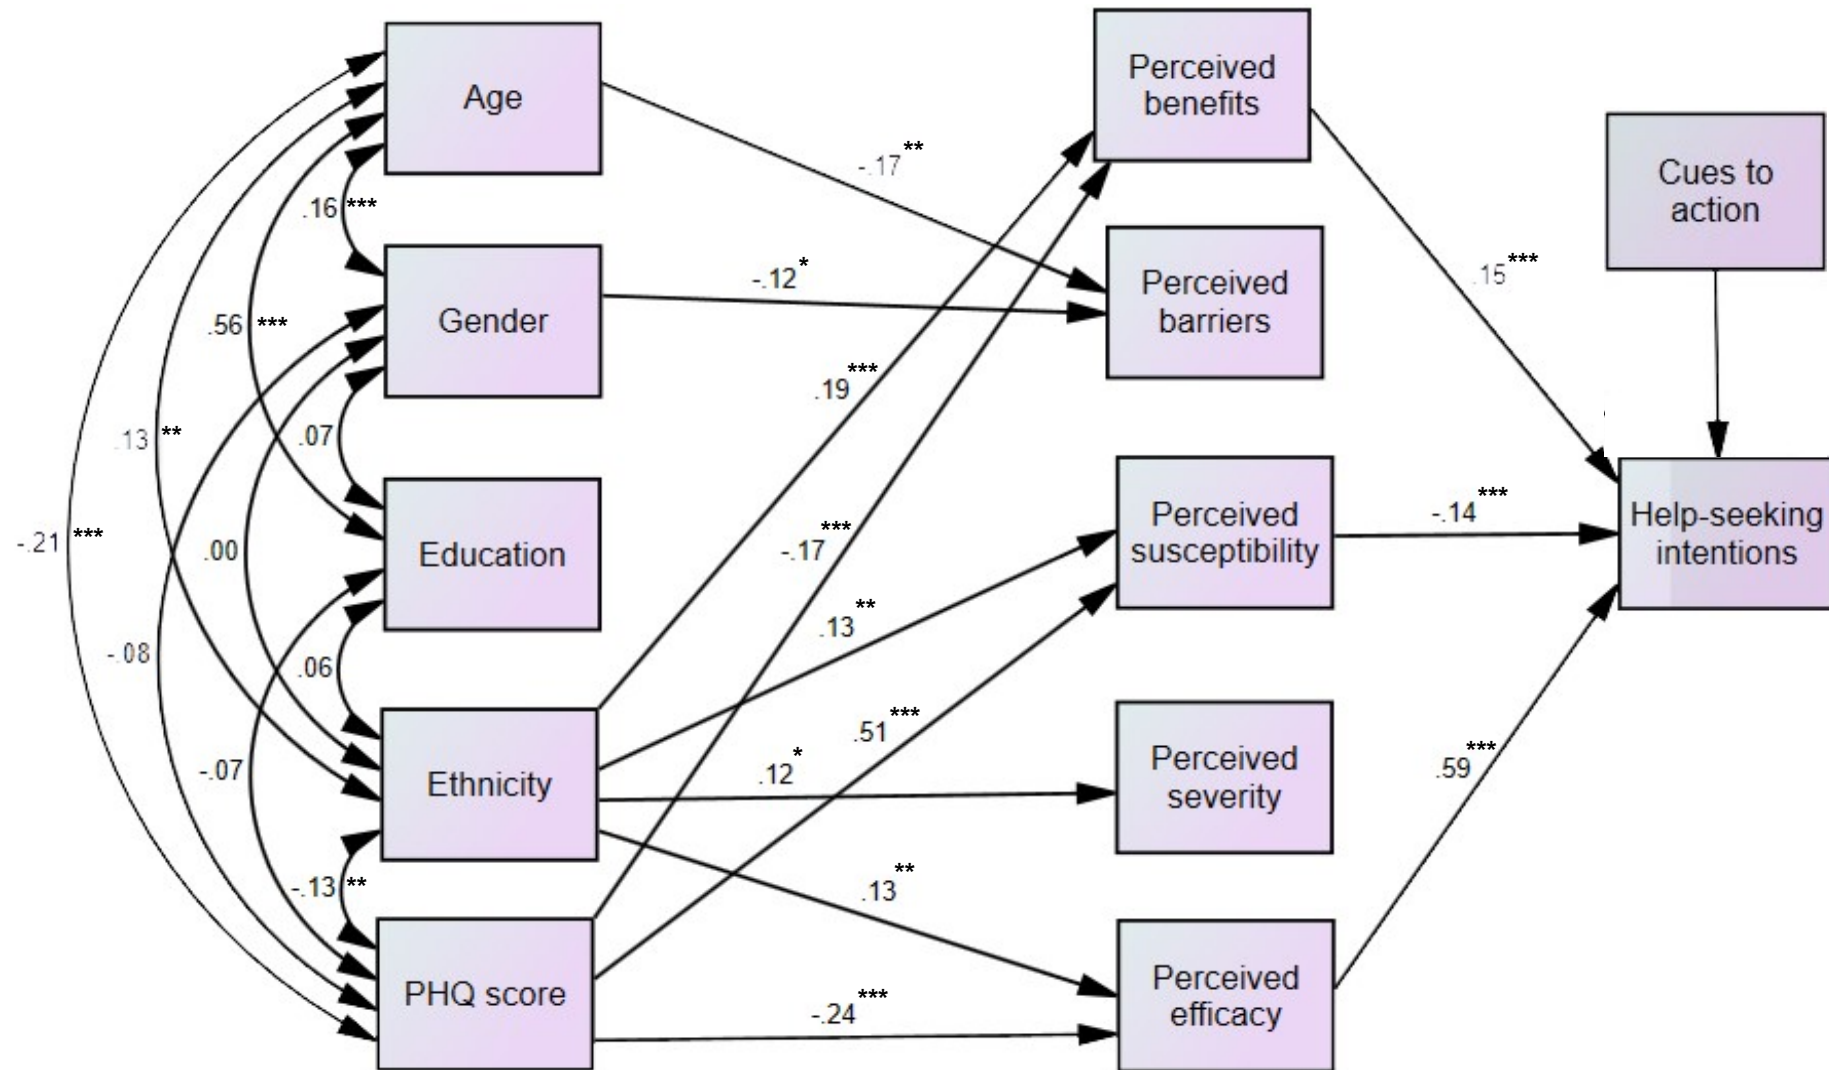 Age
Perceived
benefits
Cues to
action
-.17**
.16***
.15***
Gender
-.12*
Perceived
barriers
.56***
.19***
.13**
.07
-.21***
.00
Education
-.17***
Perceived
susceptibility
-.14***
Help-seeking
intentions
.13**
-.08
.06
.51***
-.07
Ethnicity
.12*
Perceived
severity
.59***
-.13**
.13**
PHQ score
-.24***
Perceived
efficacy